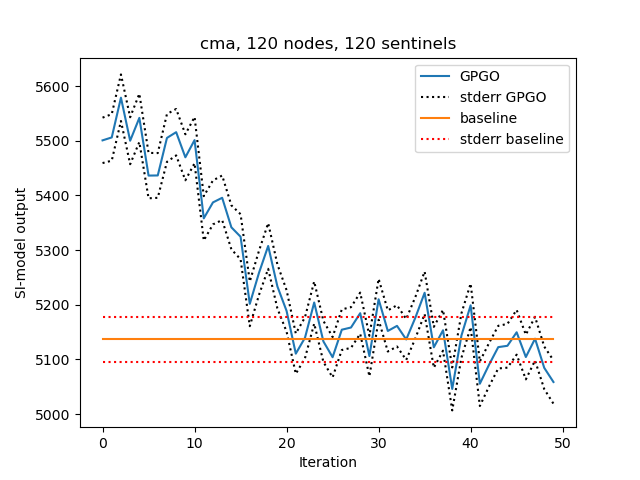 cma, 120 nodes, 120 sentinels
SI-model output
5600
5500
5400
5300
5200
5100
5000
GPGO
stderr GPGO
baseline
stderr baseline
0
10
20
30
40
50
Iteration